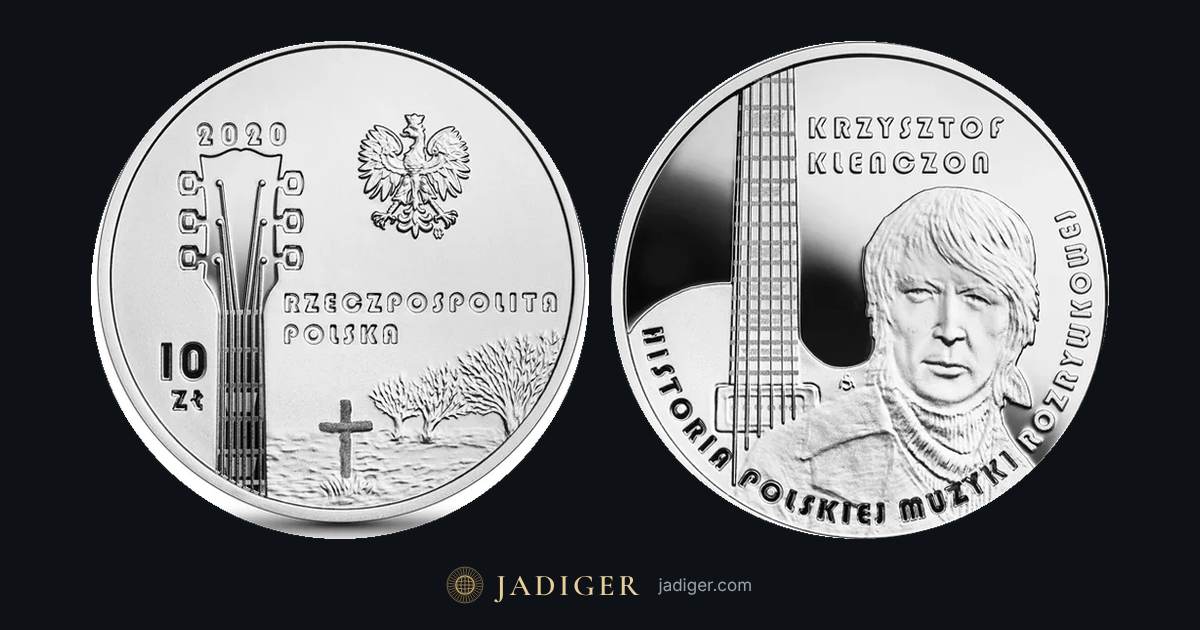 2020
RZECZPOSPOLITA
POLSKA
10
ZŁ
KRZYSZTOF
KLENCZON
HISTORIA POLSKIEJ MUZYKI ROZRYWKOWEJ
JADIGER
jadiger.com